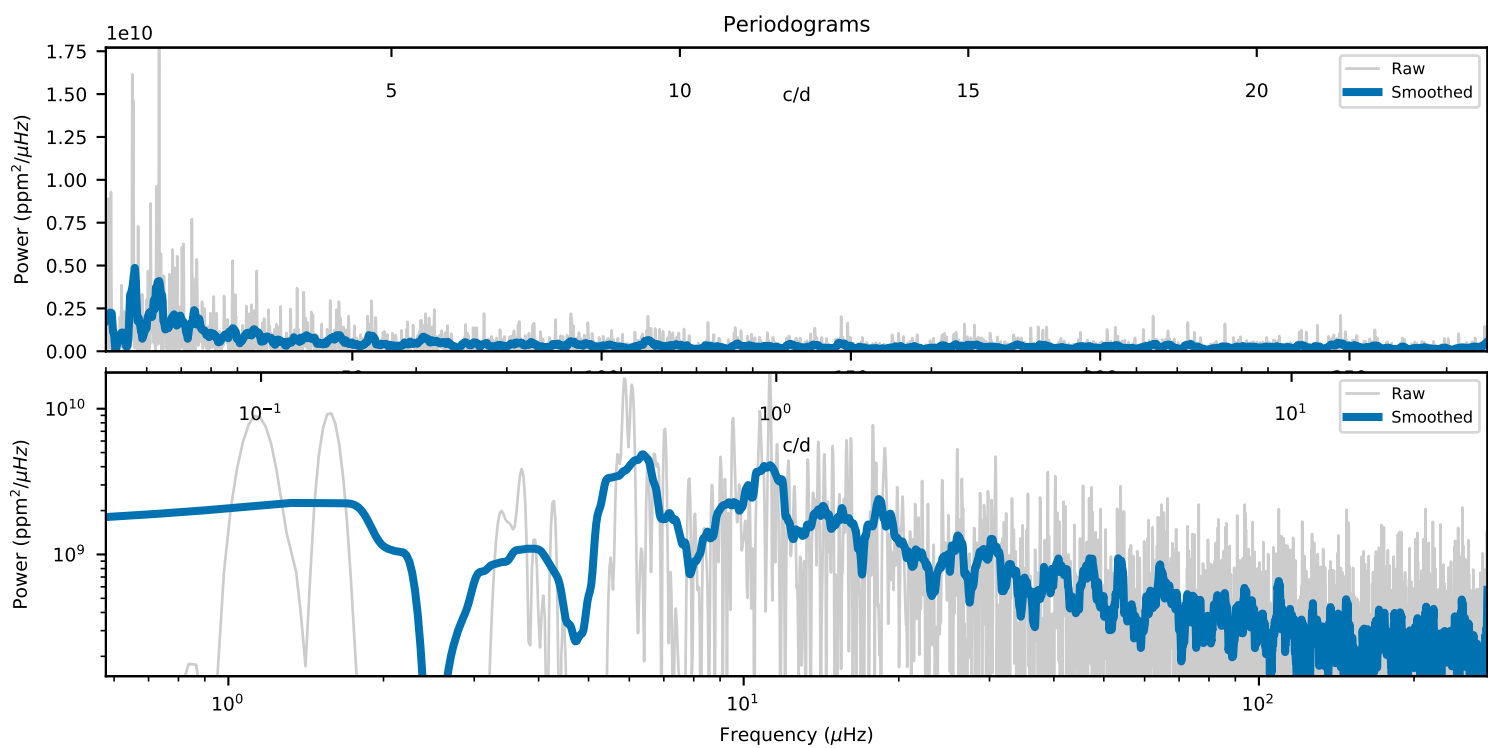 Periodograms
1e10
1.75
1.50
1.25
1.00
0.75
0.50
0.25
0.00
Power (ppm²/μHz)
5 10 15 20
c/d
Raw
Smoothed
10¹⁰
10⁹
Power (ppm²/μHz)
10⁻¹ 10⁰ 10¹
c/d
Raw
Smoothed
10⁰ 10¹ 10²
Frequency (μHz)